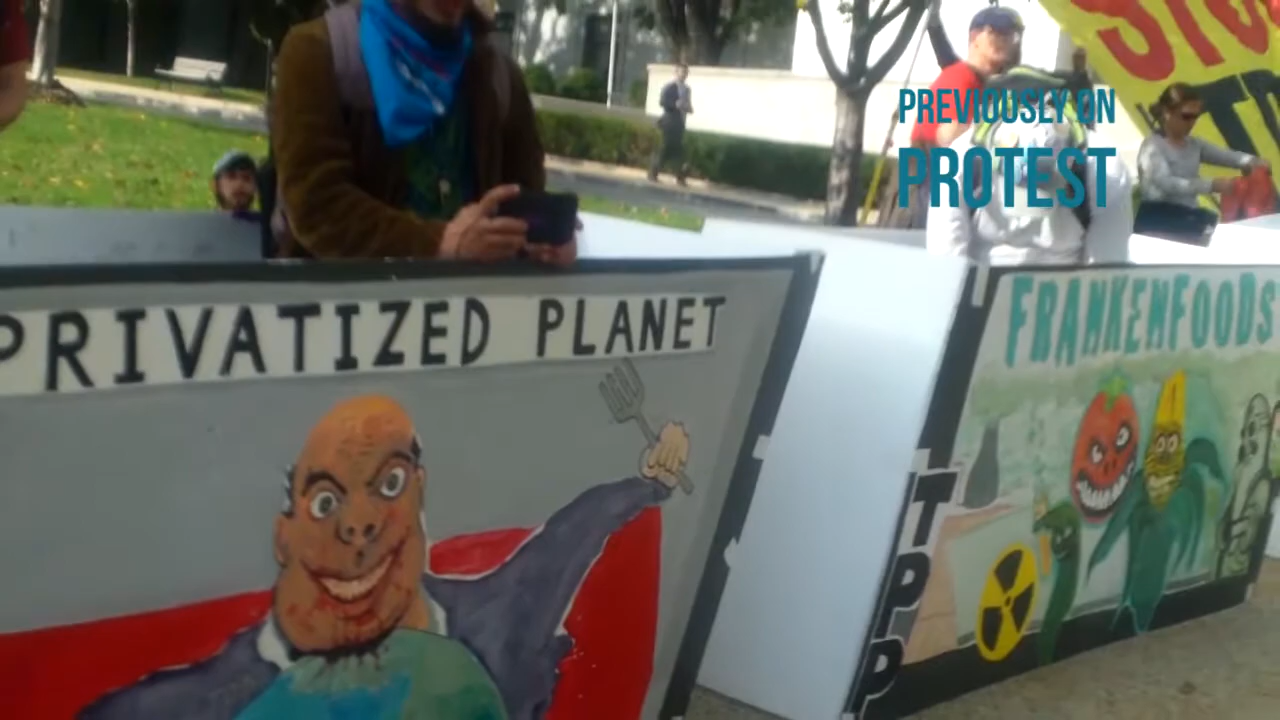 PREVIOUSLY ON
PROTEST
PRIVATIZED PLANET
FRANKENFOODS
TPP